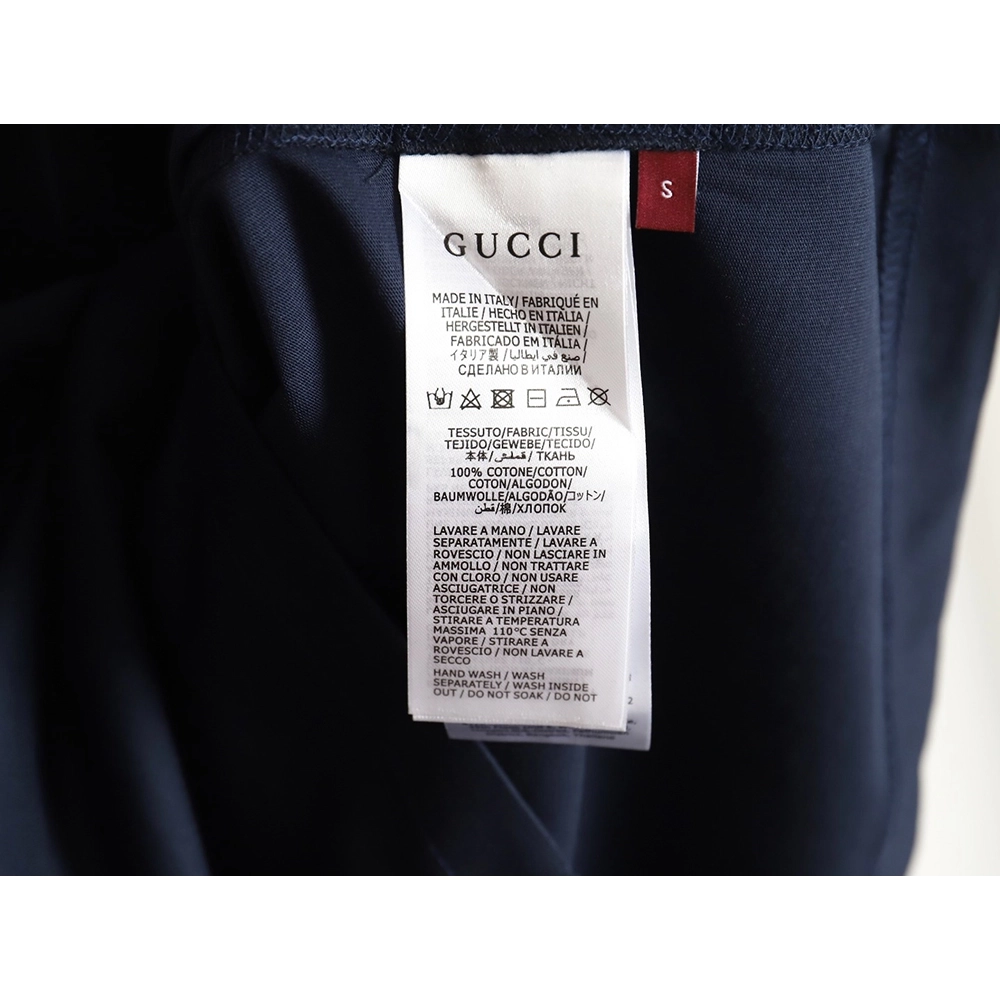 S
GUCCI
MADE IN ITALY/ FABRIQUÉ EN
ITALIE / HECHO EN ITALIA /
HERGESTELLT IN ITALIEN /
FABRICADO EM ITÁLIA /
イタリア製 / صنع في ايطاليا/
СДЕЛАНО В ИТАЛИИ
TESSUTO/FABRIC/TISSU/
TEJIDO/GEWEBE/TECIDO/
本体/قملش/ ТКАНЬ
100% COTONE/COTTON/
COTON/ALGODON/
BAUMWOLLE/ALGODÃO/コットン/
قطن/棉/ХЛОПОК
LAVARE A MANO / LAVARE
SEPARATAMENTE / LAVARE A
ROVESCIO / NON LASCIARE IN
AMMOLLO / NON TRATTARE
CON CLORO / NON USARE
ASCIUGATRICE / NON
TORCERE O STRIZZARE /
ASCIUGARE IN PIANO /
STIRARE A TEMPERATURA
MASSIMA 110°C SENZA
VAPORE / STIRARE A
ROVESCIO / NON LAVARE A
SECCO
HAND WASH / WASH
SEPARATELY / WASH INSIDE
OUT / DO NOT SOAK / DO NOT